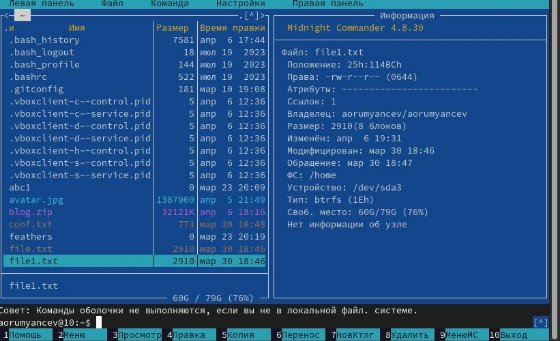 Левая панель Файл Команда Настройки Правая панель
<─ ~ .[^]> Информация
.и Имя Размер Время правки Midnight Commander 4.8.30
.bash_history 7581 апр 6 17:44
.bash_logout 18 июл 19 2023 Файл: file1.txt
.bash_profile 144 июл 19 2023 Положение: 25h:114BCh
.bashrc 522 июл 19 2023 Права: -rw-r--r-- (0644)
.gitconfig 181 мар 10 19:08 Атрибуты: ------------------------
.vboxclient-c~-control.pid 5 апр 6 12:36 Ссылок: 1
.vboxclient-c~-service.pid 5 апр 6 12:36 Владелец: aorumyancev/aorumyancev
.vboxclient-d~-control.pid 5 апр 6 12:36 Размер: 2910(8 блоков)
.vboxclient-d~-service.pid 5 апр 6 12:36 Изменён: апр 6 19:31
.vboxclient-h~-control.pid 5 апр 6 12:36 Модифицирован: мар 30 18:46
.vboxclient-s~-control.pid 5 апр 6 12:36 Обращение: мар 30 18:47
.vboxclient-s~-service.pid 5 апр 6 12:36 ФС: /home
abc1 0 мар 23 20:09 Устройство: /dev/sda3
avatar.jpg 1387900 апр 5 21:49 Тип: btrfs (1Eh)
blog.zip 32121K апр 6 18:16 Своб. место: 60G/79G (76%)
conf.txt 773 мар 30 18:48 Нет информации об узле
feathers 0 мар 23 20:19
file.txt 2910 мар 30 18:46
file1.txt 2910 мар 30 18:46
file1.txt
60G / 79G (76%)
Совет: Команды оболочки не выполняются, если вы не в локальной файл. системе.
aorumyancev@10:~$ [^]
1Помощь 2Меню 3Просмотр 4Правка 5Копия 6Перенос 7НовКтлг 8Удалить 9МенюMC 10Выход